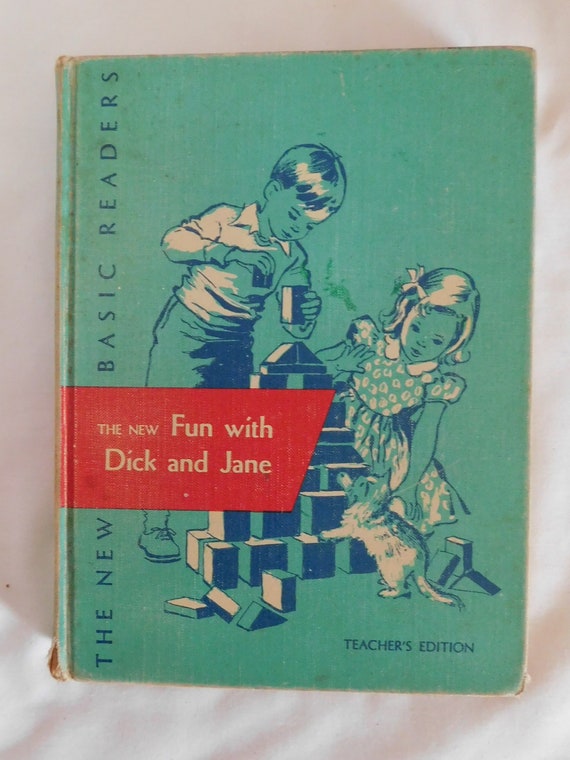 THE NEW BASIC READERS
THE NEW Fun with
Dick and Jane
TEACHER'S EDITION